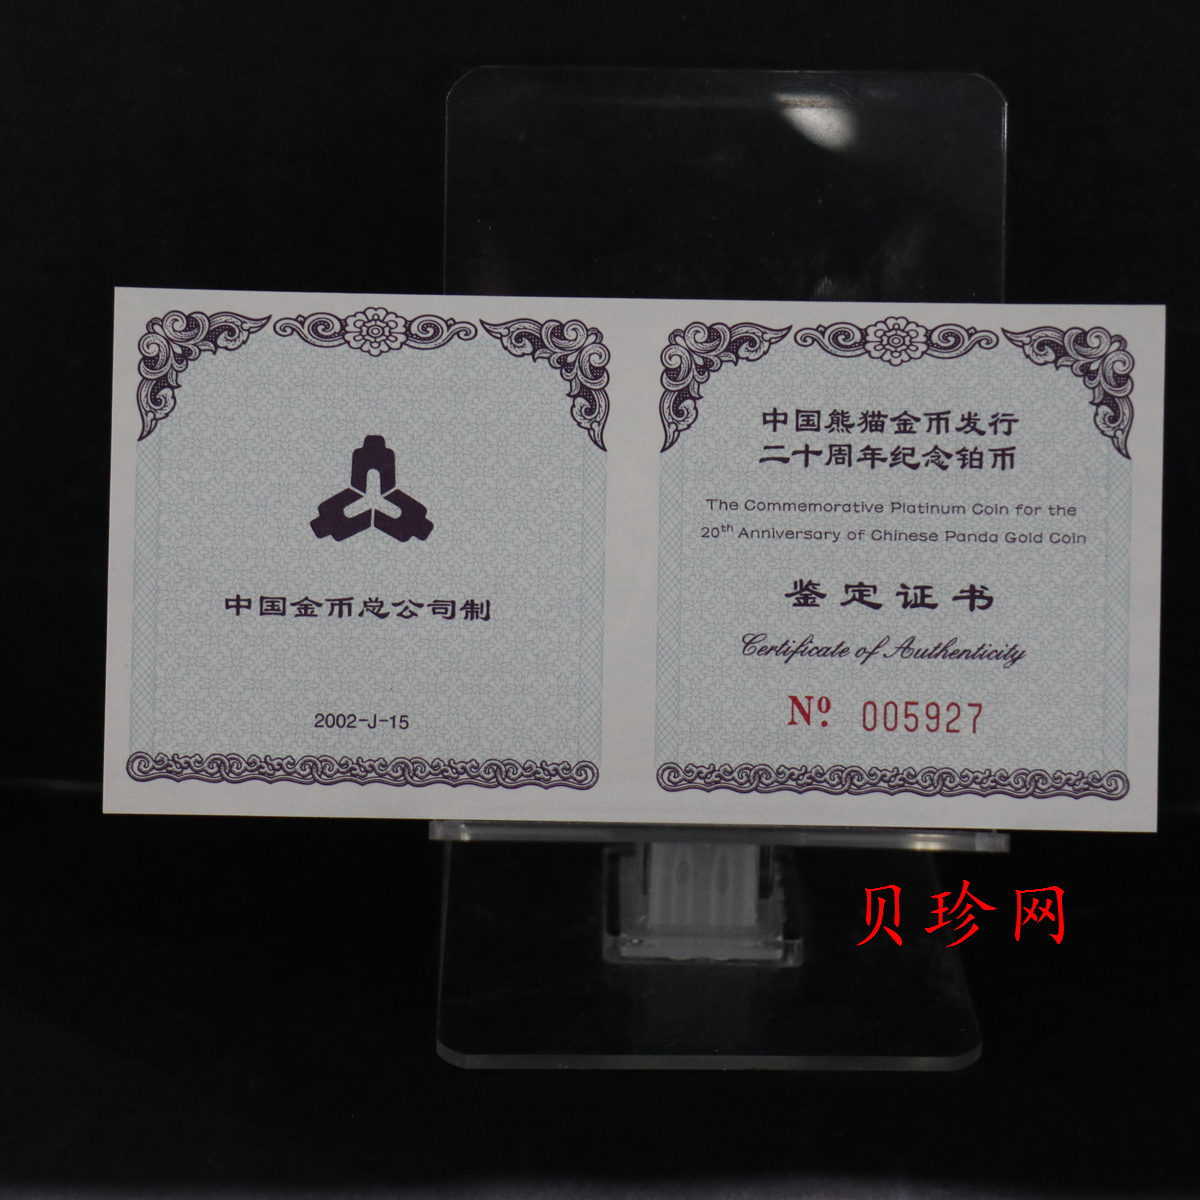 中国金币总公司制
2002-J-15
中国熊猫金币发行
二十周年纪念铂币
The Commemorative Platinum Coin for the
20th Anniversary of Chinese Panda Gold Coin
鉴定证书
Certificate of Authenticity
Nº 005927
贝珍网